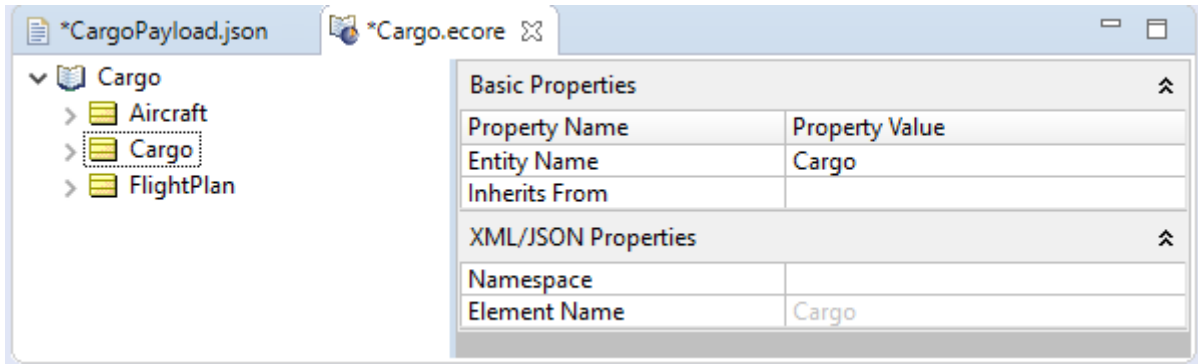 *CargoPayload.json *Cargo.ecore
Cargo
Aircraft
Cargo
FlightPlan
Basic Properties
Property Name Property Value
Entity Name Cargo
Inherits From
XML/JSON Properties
Namespace
Element Name Cargo